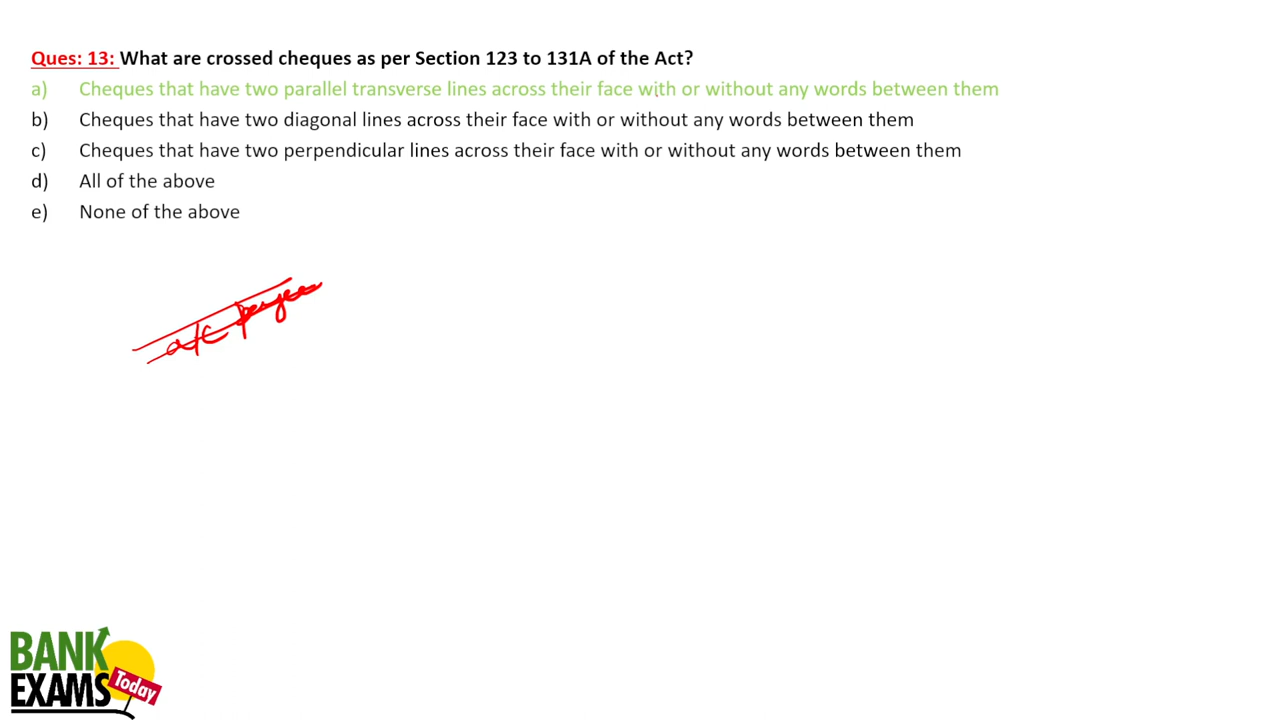 Ques: 13: What are crossed cheques as per Section 123 to 131A of the Act?
a) Cheques that have two parallel transverse lines across their face with or without any words between them
b) Cheques that have two diagonal lines across their face with or without any words between them
c) Cheques that have two perpendicular lines across their face with or without any words between them
d) All of the above
e) None of the above
a/c payee
BANK
EXAMS
Today